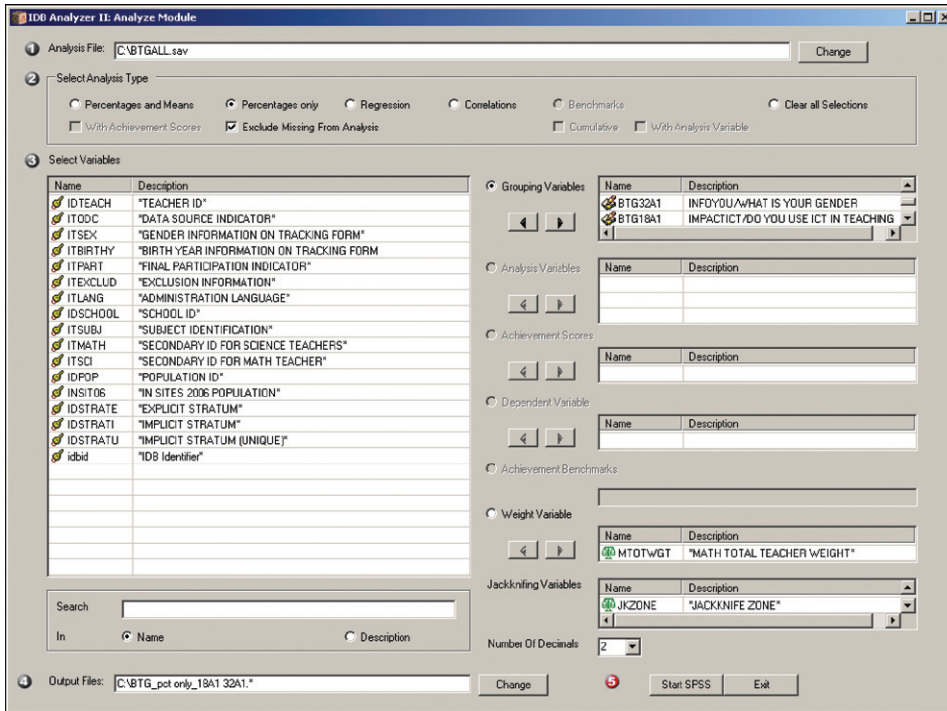 IDB Analyzer II: Analyze Module
1 Analysis File: C:\BTGALL.sav Change
2 Select Analysis Type
Percentages and Means Percentages only Regression Correlations Benchmarks Clear all Selections
With Achievement Scores Exclude Missing From Analysis Cumulative With Analysis Variable
3 Select Variables
Name Description
IDTEACH "TEACHER ID"
ITODC "DATA SOURCE INDICATOR"
ITSEX "GENDER INFORMATION ON TRACKING FORM"
ITBIRTHY "BIRTH YEAR INFORMATION ON TRACKING FORM
ITPART "FINAL PARTICIPATION INDICATOR"
ITEXCLUD "EXCLUSION INFORMATION"
ITLANG "ADMINISTRATION LANGUAGE"
IDSCHOOL "SCHOOL ID"
ITSUBJ "SUBJECT IDENTIFICATION"
ITMATH "SECONDARY ID FOR SCIENCE TEACHERS"
ITSCI "SECONDARY ID FOR MATH TEACHER"
IDPOP "POPULATION ID"
INSIT06 "IN SITES 2006 POPULATION"
IDSTRATE "EXPLICIT STRATUM"
IDSTRATI "IMPLICIT STRATUM"
IDSTRATU "IMPLICIT STRATUM (UNIQUE)"
idbid "IDB Identifier"
Search
In Name Description
Grouping Variables
Name Description
BTG32A1 INFOYOU/WHAT IS YOUR GENDER
BTG18A1 IMPACTICT/DO YOU USE ICT IN TEACHING
Analysis Variables
Name Description
Achievement Scores
Name Description
Dependent Variable
Name Description
Achievement Benchmarks
Weight Variable
Name Description
MTOTWGT "MATH TOTAL TEACHER WEIGHT"
Jackknifing Variables
Name Description
JKZONE "JACKKNIFE ZONE"
Number Of Decimals 2
4 Output Files: C:\BTG_pct only_18A1 32A1.* Change
5 Start SPSS Exit